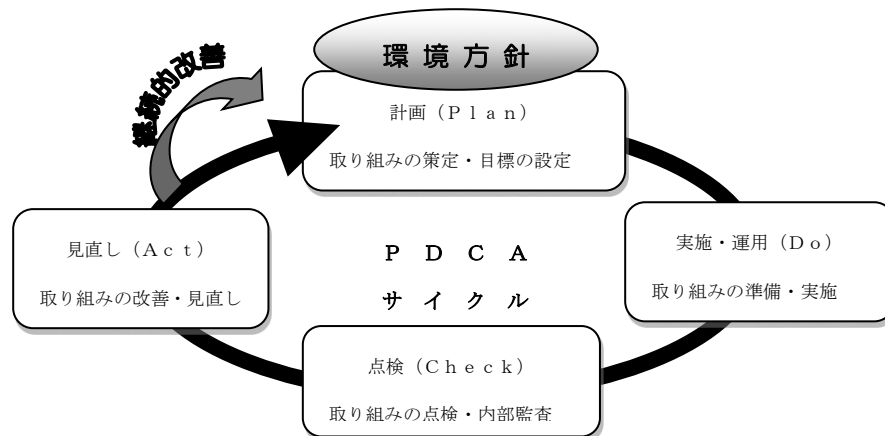 環境方針
継続的改善
計画（Ｐｌａｎ）
取り組みの策定・目標の設定
見直し（Ａｃｔ）
取り組みの改善・見直し
ＰＤＣＡ
サイクル
実施・運用（Ｄｏ）
取り組みの準備・実施
点検（Ｃｈｅｃｋ）
取り組みの点検・内部監査